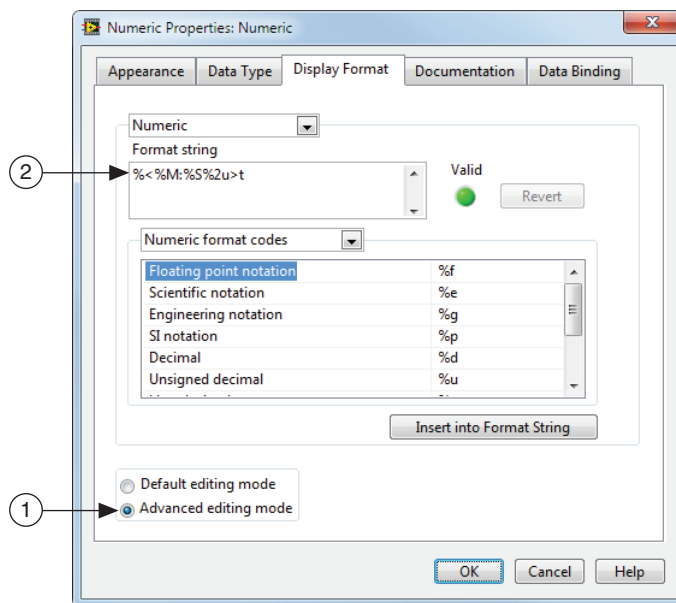 Numeric Properties: Numeric
x
Appearance Data Type Display Format Documentation Data Binding
Numeric
Format string
2 %<%M:%S%2u>t
Valid
Revert
Numeric format codes
Floating point notation %f
Scientific notation %e
Engineering notation %g
SI notation %p
Decimal %d
Unsigned decimal %u
Insert into Format String
Default editing mode
1 Advanced editing mode
OK Cancel Help